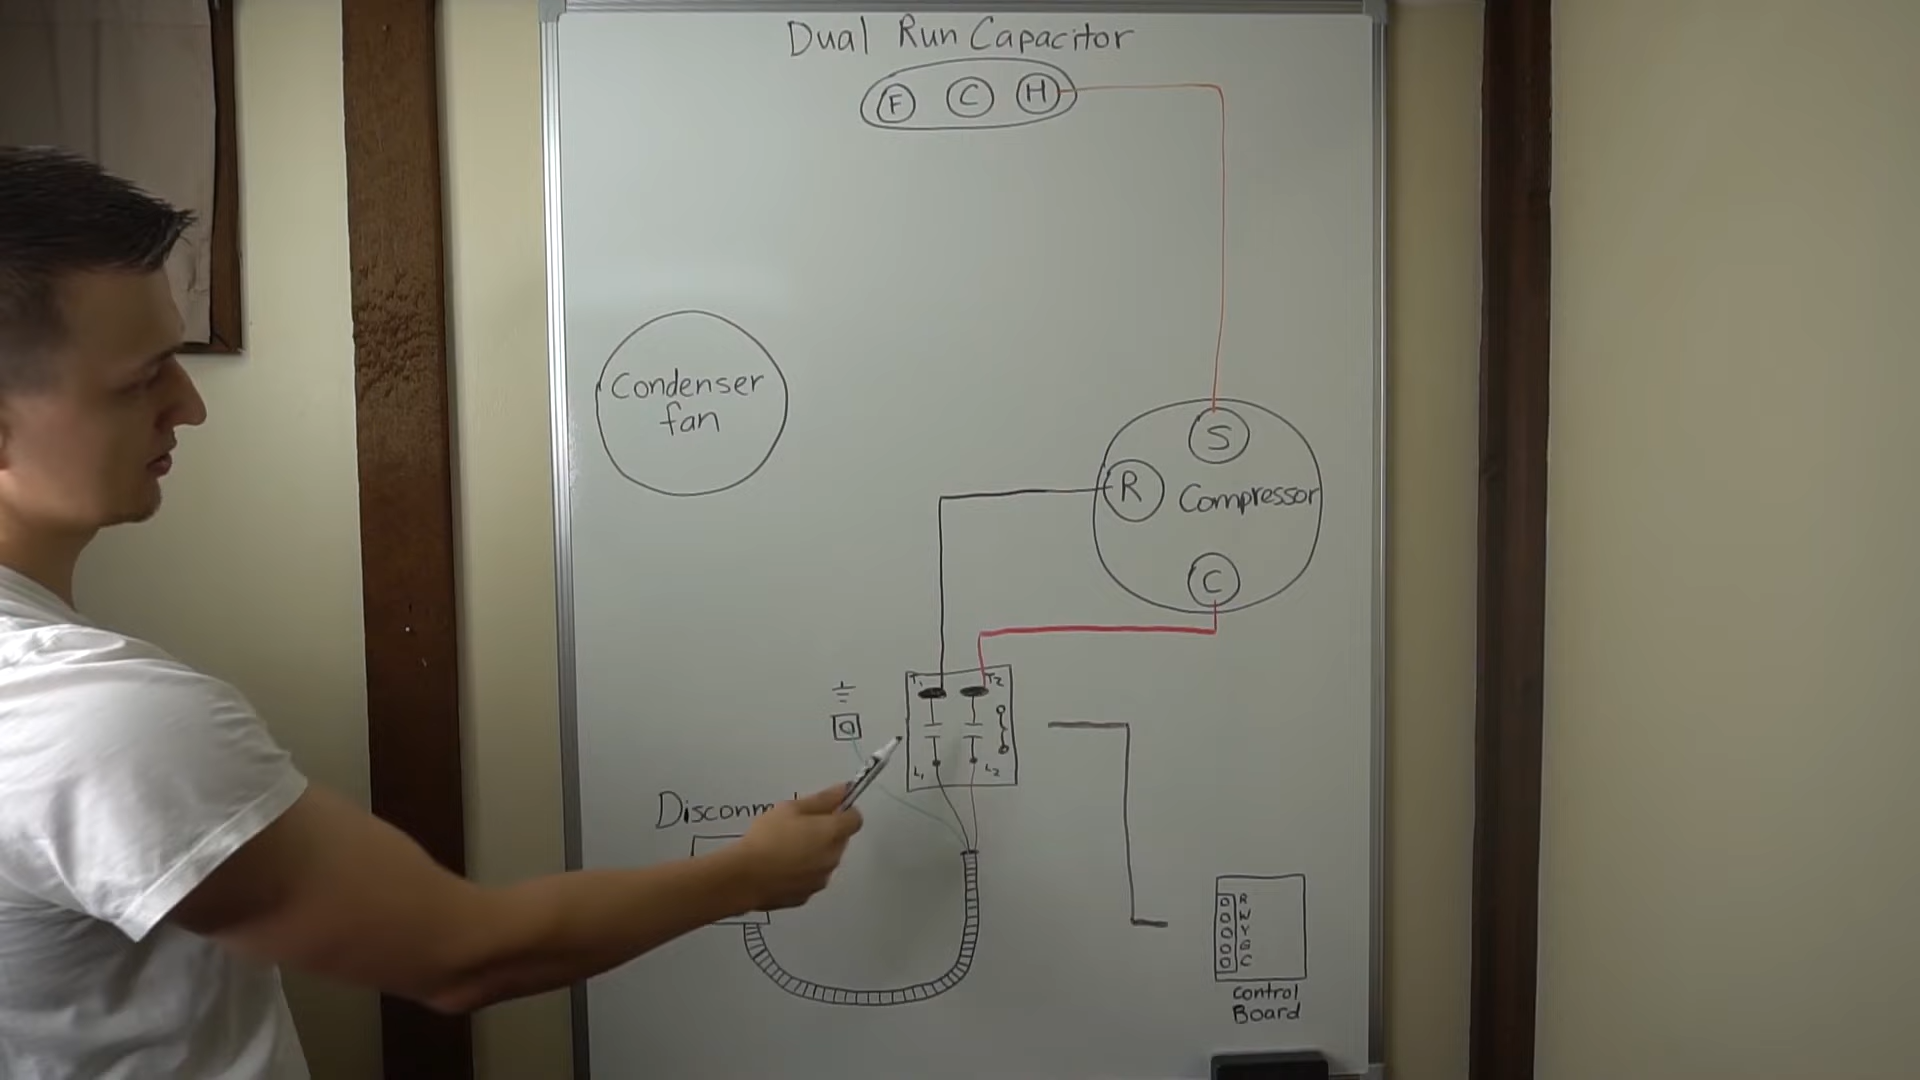 Dual Run Capacitor
F C H
Condenser
fan
S
R
Compressor
C
T1 T2
L1 L2
R
W
Y
G
C
Control
Board